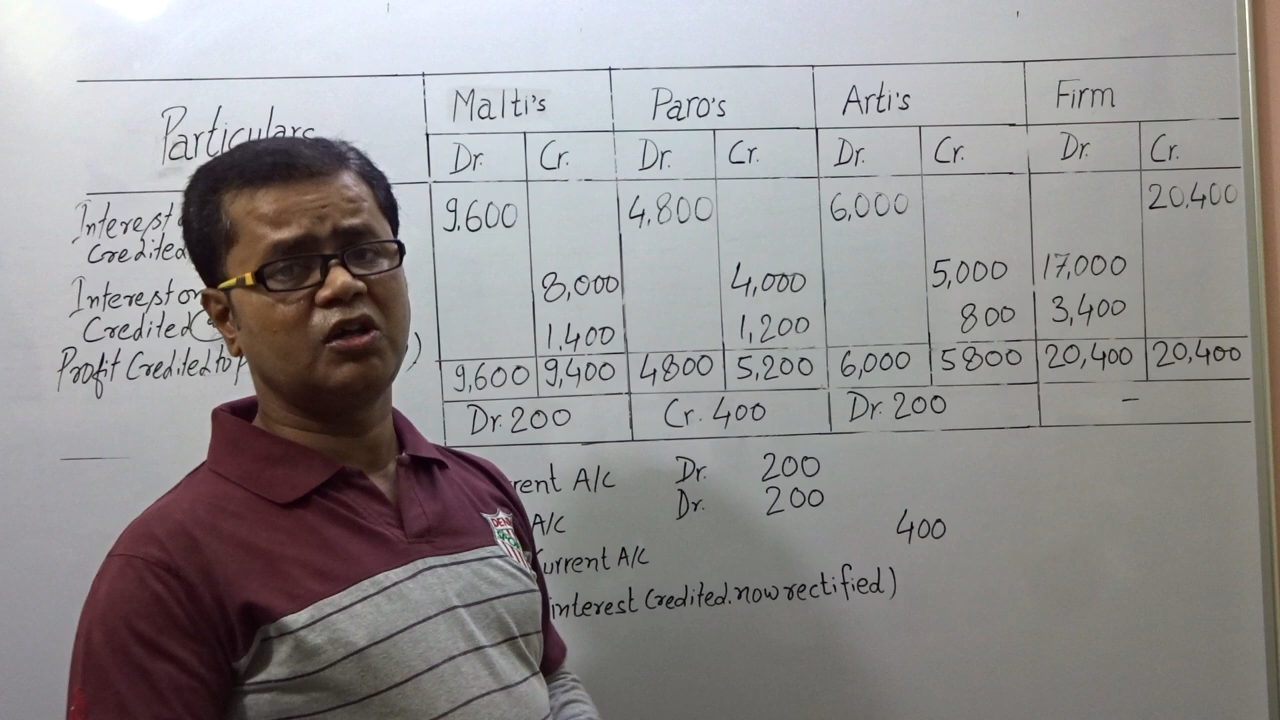 Particulars Malti's Paro's Arti's Firm
Dr. Cr. Dr. Cr. Dr. Cr. Dr. Cr.
Interest 9,600 4,800 6,000 20,400
Credited
Interest on 8,000 4,000 5,000 17,000
Credited 1,400 1,200 800 3,400
Profit Credited to )
9,600 9,400 4800 5,200 6,000 5800 20,400 20,400
Dr. 200 Cr. 400 Dr. 200 –
A/C Dr. 200
A/C Dr. 200
Current A/C 400
interest Credited. now rectified)